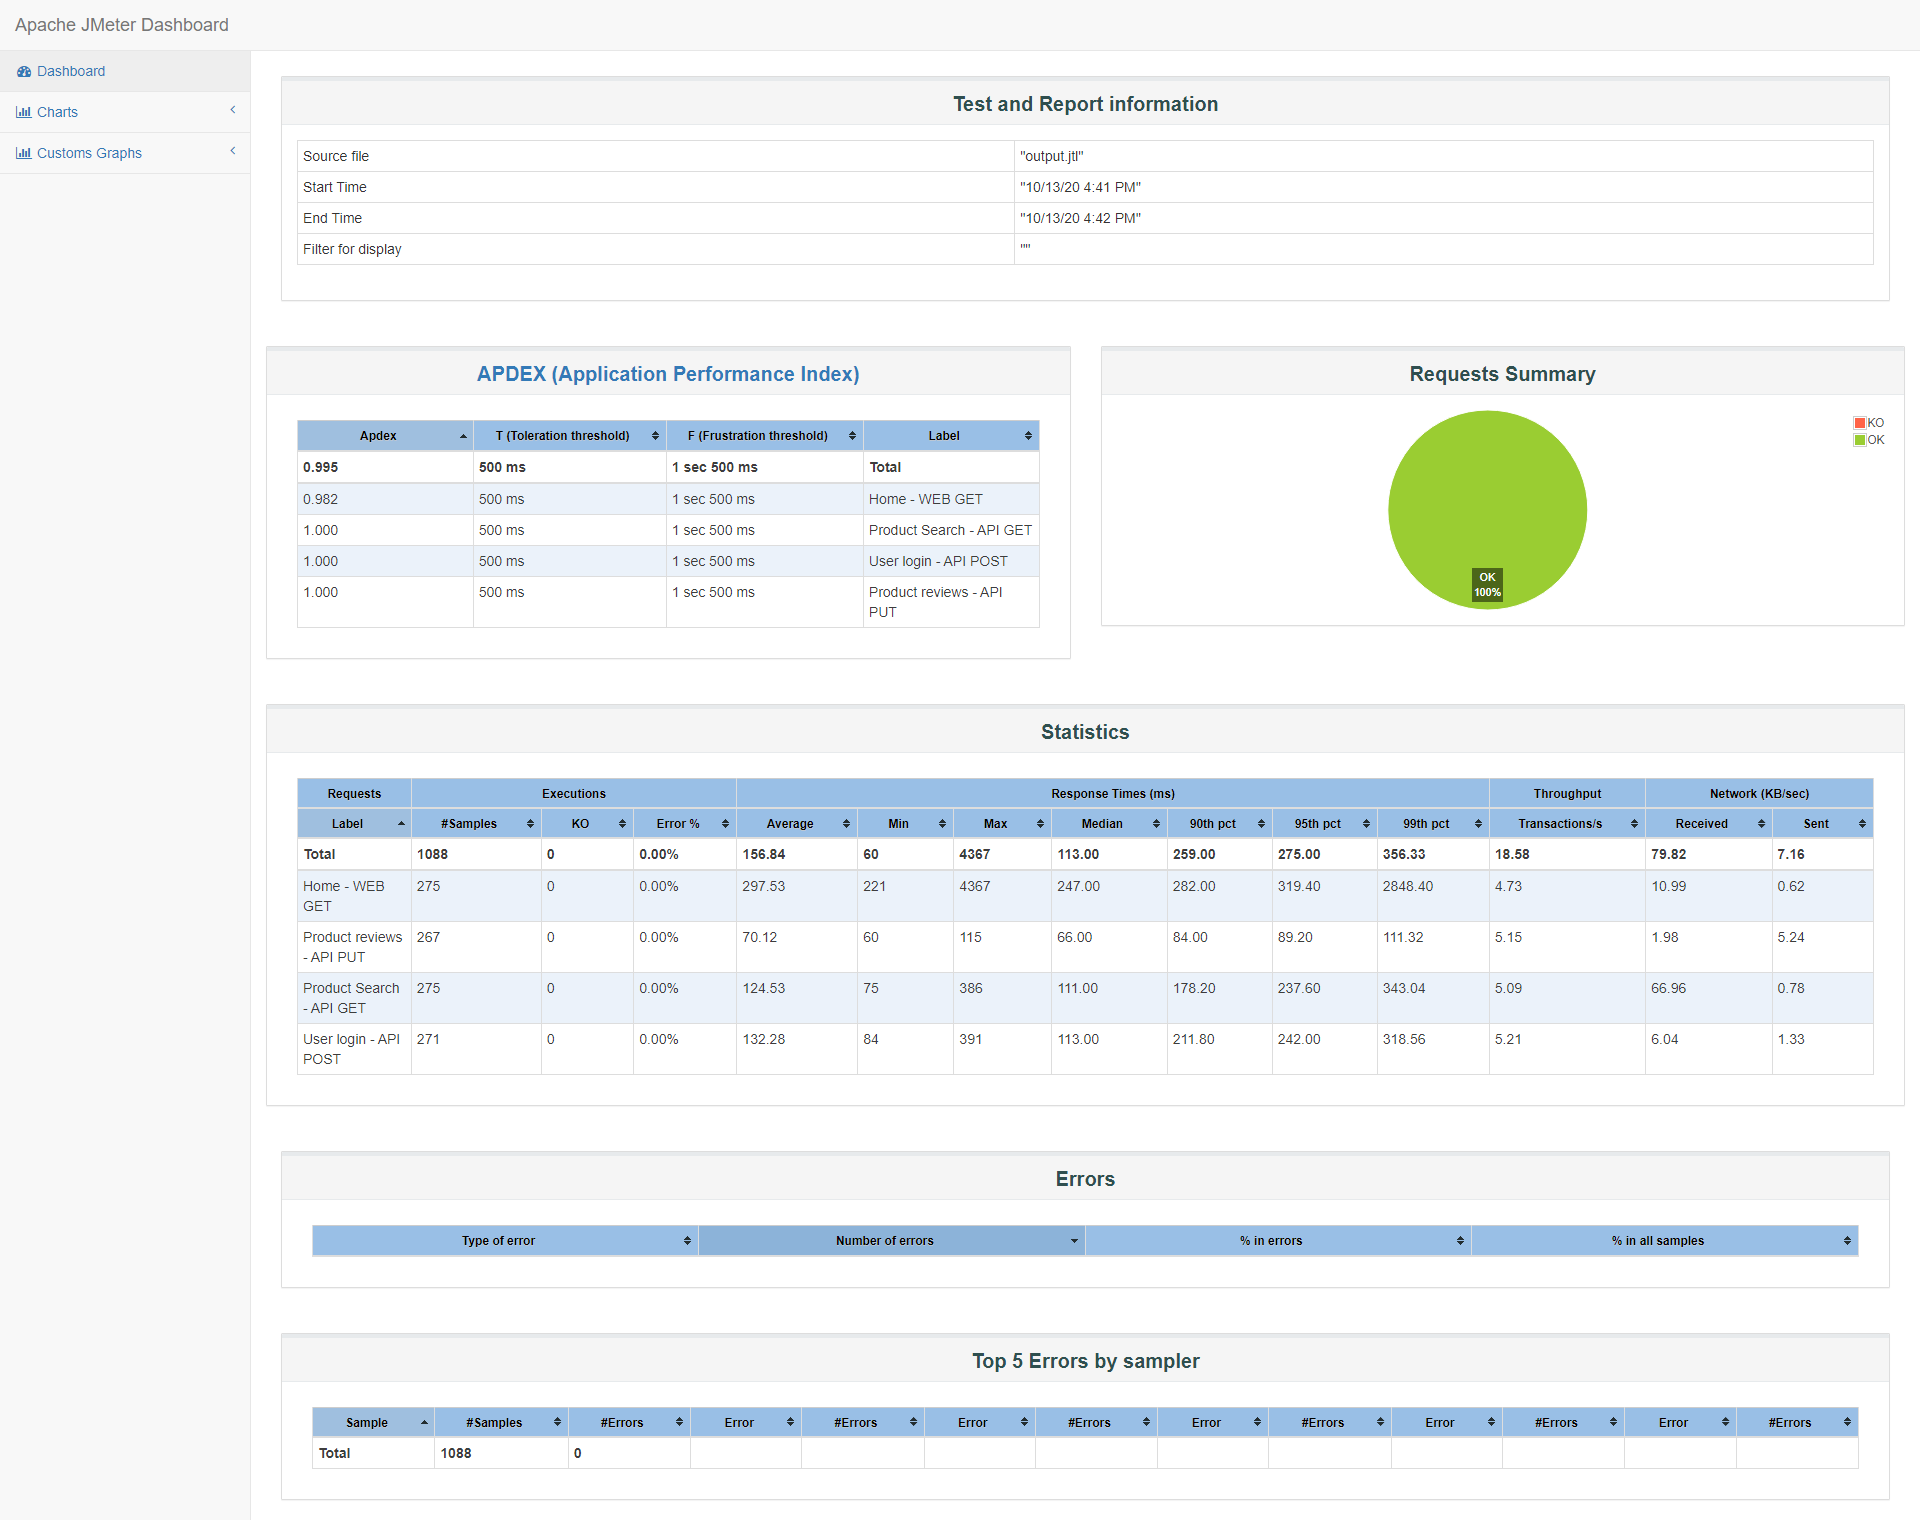 Apache JMeter Dashboard
Dashboard
Charts
Customs Graphs
Test and Report information
Source file "output.jtl"
Start Time "10/13/20 4:41 PM"
End Time "10/13/20 4:42 PM"
Filter for display ""
APDEX (Application Performance Index)
Apdex T (Toleration threshold) F (Frustration threshold) Label
0.995 500 ms 1 sec 500 ms Total
0.982 500 ms 1 sec 500 ms Home - WEB GET
1.000 500 ms 1 sec 500 ms Product Search - API GET
1.000 500 ms 1 sec 500 ms User login - API POST
1.000 500 ms 1 sec 500 ms Product reviews - API
PUT
Requests Summary
KO
OK
OK
100%
Statistics
Requests Executions Response Times (ms) Throughput Network (KB/sec)
Label #Samples KO Error % Average Min Max Median 90th pct 95th pct 99th pct Transactions/s Received Sent
Total 1088 0 0.00% 156.84 60 4367 113.00 259.00 275.00 356.33 18.58 79.82 7.16
Home - WEB 275 0 0.00% 297.53 221 4367 247.00 282.00 319.40 2848.40 4.73 10.99 0.62
GET
Product reviews 267 0 0.00% 70.12 60 115 66.00 84.00 89.20 111.32 5.15 1.98 5.24
- API PUT
Product Search 275 0 0.00% 124.53 75 386 111.00 178.20 237.60 343.04 5.09 66.96 0.78
- API GET
User login - API 271 0 0.00% 132.28 84 391 113.00 211.80 242.00 318.56 5.21 6.04 1.33
POST
Errors
Type of error Number of errors % in errors % in all samples
Top 5 Errors by sampler
Sample #Samples #Errors Error #Errors Error #Errors Error #Errors Error #Errors Error #Errors
Total 1088 0